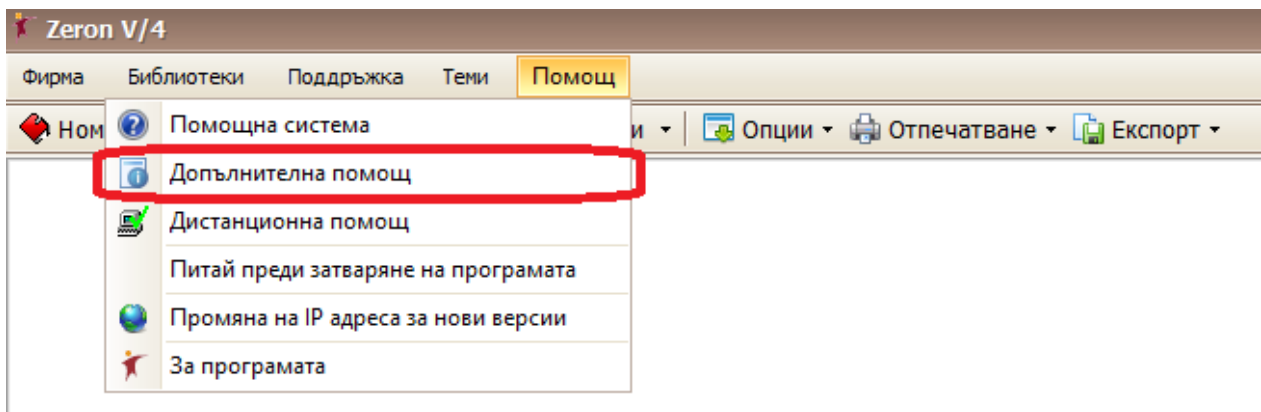 Zeron V/4
Фирма Библиотеки Поддръжка Теми Помощ
Ном и Опции Отпечатване Експорт
Помощна система
Допълнителна помощ
Дистанционна помощ
Питай преди затваряне на програмата
Промяна на IP адреса за нови версии
За програмата